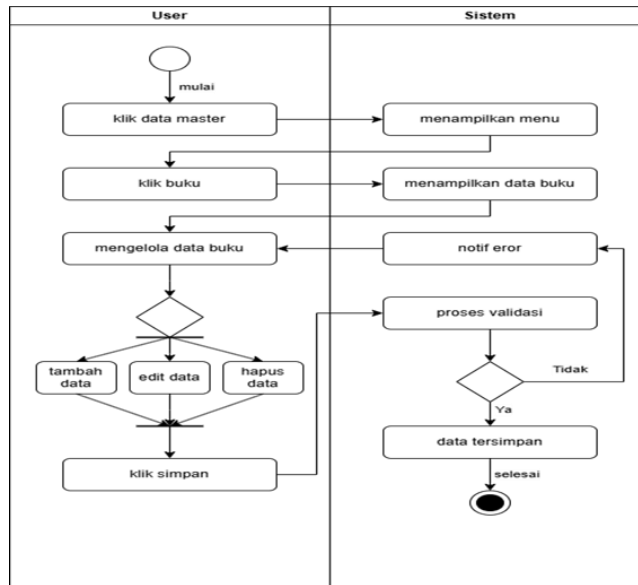 User
Sistem
mulai
klik data master
menampilkan menu
klik buku
menampilkan data buku
mengelola data buku
notif eror
proses validasi
tambah
data
edit data
hapus
data
Tidak
Ya
data tersimpan
klik simpan
selesai